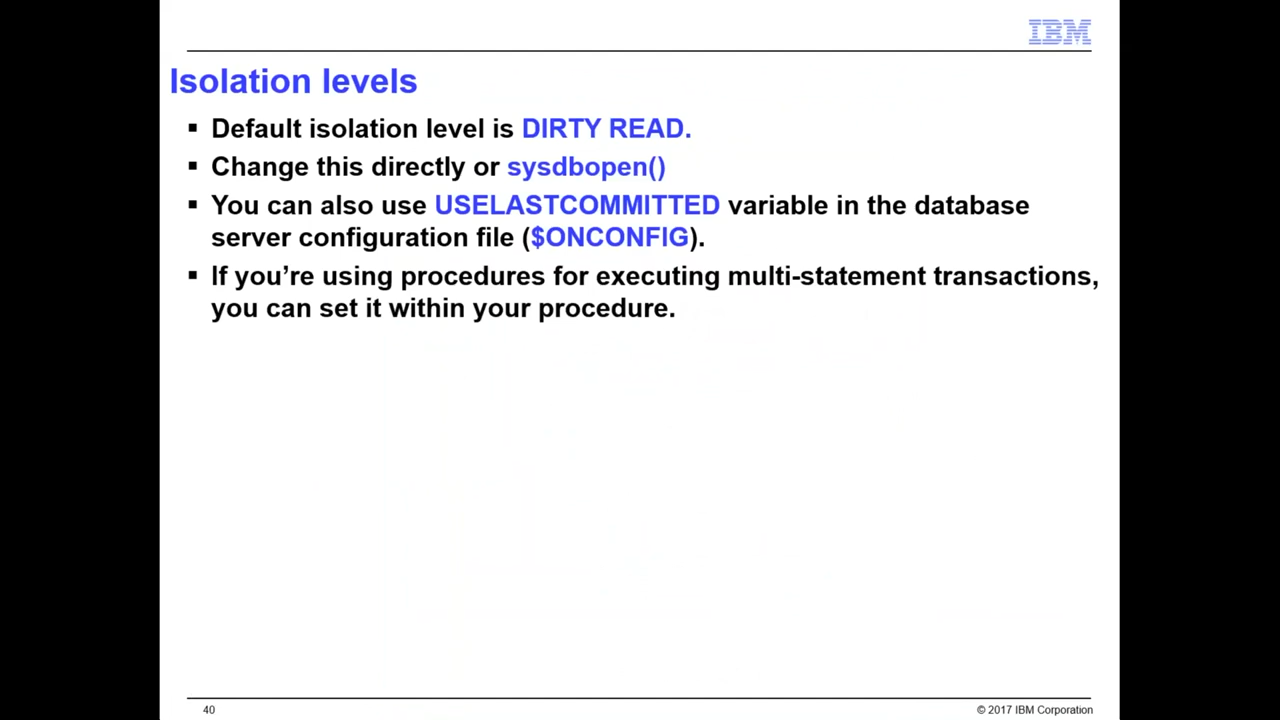 IBM
Isolation levels
▪ Default isolation level is DIRTY READ.
▪ Change this directly or sysdbopen()
▪ You can also use USELASTCOMMITTED variable in the database
server configuration file ($ONCONFIG).
▪ If you’re using procedures for executing multi-statement transactions,
you can set it within your procedure.
40
© 2017 IBM Corporation